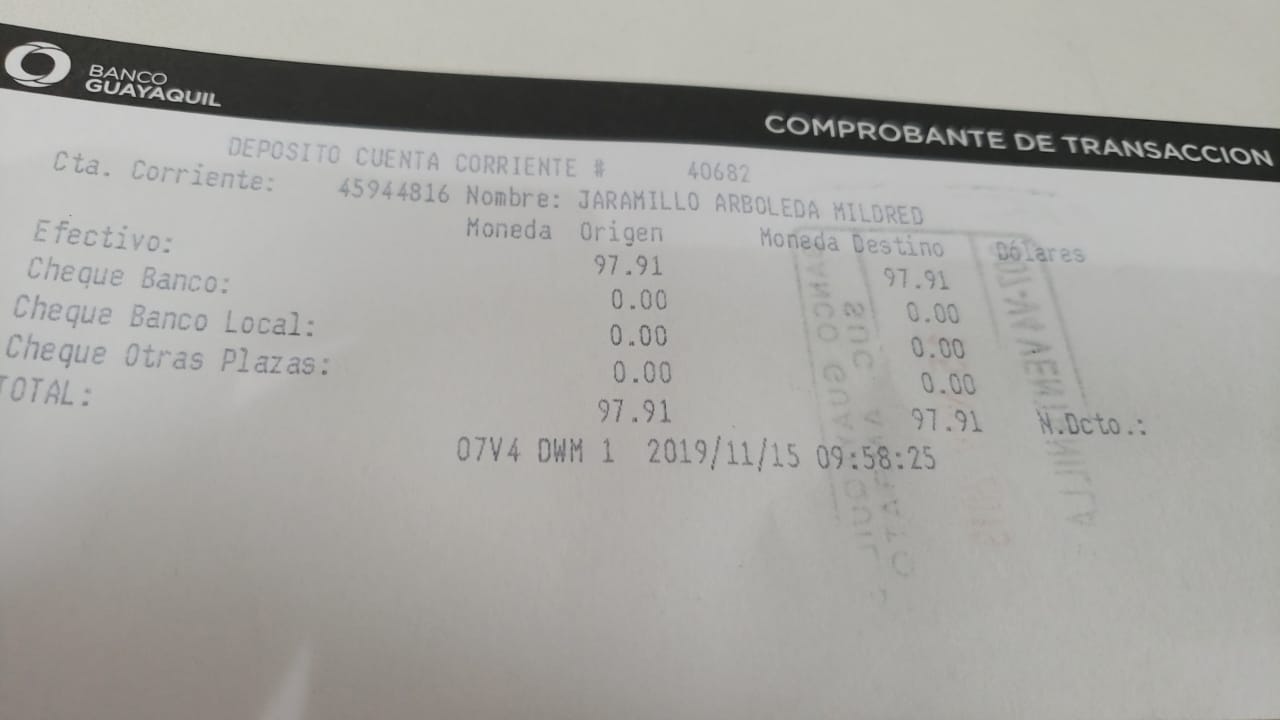 BANCO
GUAYAQUIL
COMPROBANTE DE TRANSACCION
DEPOSITO CUENTA CORRIENTE # 40682
Cta. Corriente: 45944816 Nombre: JARAMILLO ARBOLEDA MILDRED
Moneda Origen Moneda Destino Dólares
Efectivo: 97.91 97.91
Cheque Banco: 0.00 0.00
Cheque Banco Local: 0.00 0.00
Cheque Otras Plazas: 0.00 0.00
TOTAL: 97.91 97.91 N.Dcto.:
07V4 DWM 1 2019/11/15 09:58:25
BANCO GUAYAQUIL